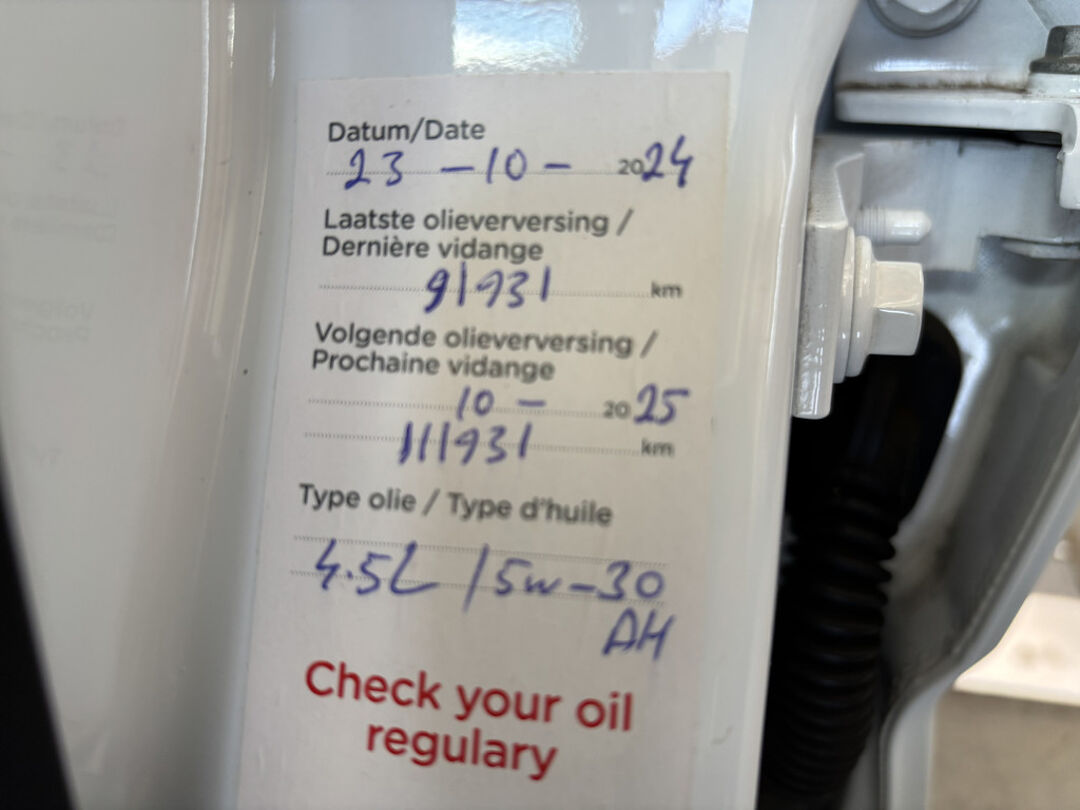 Datum/Date
23 -10 - 2024
Laatste olieverversing /
Dernière vidange
91931 km
Volgende olieverversing /
Prochaine vidange
10 - 2025
111931 km
Type olie / Type d'huile
4.5L /5w-30
AH
Check your oil
regulary